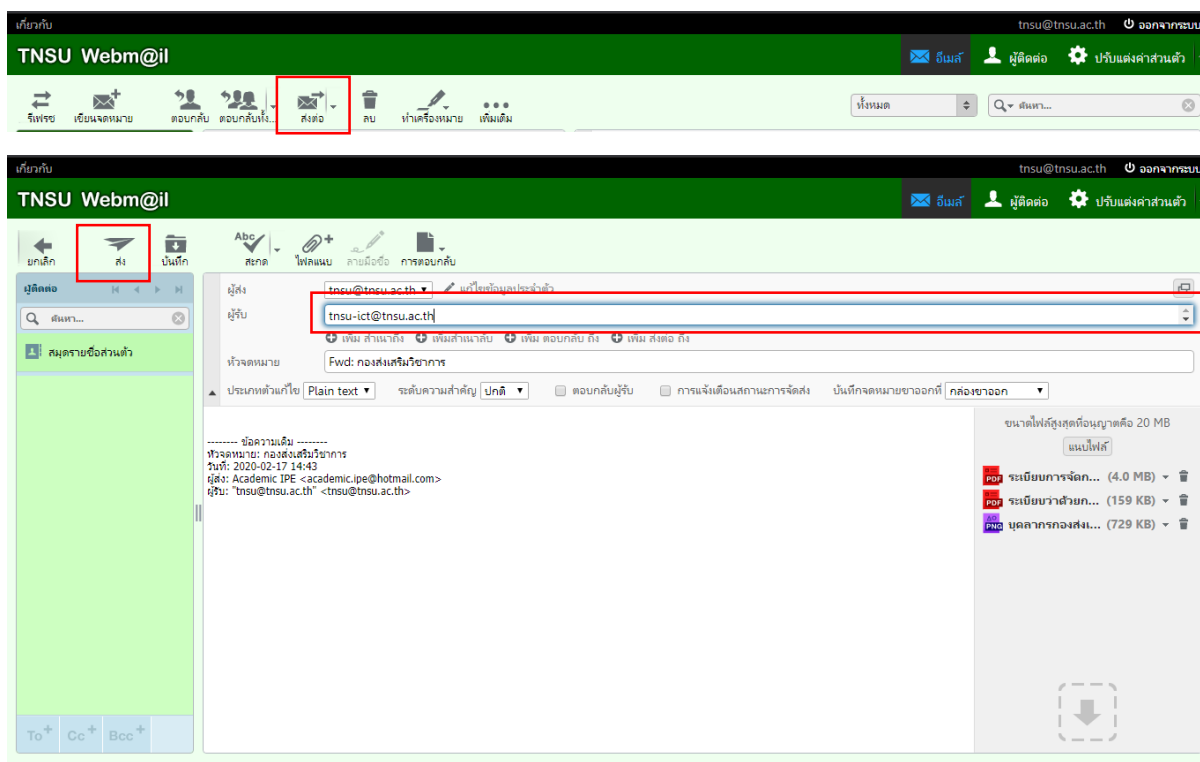 เกี่ยวกับ tnsu@tnsu.ac.th ออกจากระบบ
TNSU Webm@il อีเมล์ ผู้ติดต่อ ปรับแต่งค่าส่วนตัว
รีเฟรช เขียนจดหมาย ตอบกลับ ตอบกลับทั้ง... ส่งต่อ ลบ ทำเครื่องหมาย เพิ่มเติม ทั้งหมด ค้นหา...
เกี่ยวกับ tnsu@tnsu.ac.th ออกจากระบบ
TNSU Webm@il อีเมล์ ผู้ติดต่อ ปรับแต่งค่าส่วนตัว
ยกเลิก ส่ง บันทึก Abc สะกด ไฟลแนบ ลายมือชื่อ การตอบกลับ
ผู้ติดต่อ ผู้ส่ง tnsu@tnsu.ac.th แก้ไขข้อมูลประจำตัว
ค้นหา... ผู้รับ tnsu-ict@tnsu.ac.th
เพิ่ม สำเนาถึง เพิ่มสำเนาลับ เพิ่ม ตอบกลับ ถึง เพิ่ม ส่งต่อ ถึง
สมุดรายชื่อส่วนตัว หัวจดหมาย Fwd: กองส่งเสริมวิชาการ
ประเภทตัวแก้ไข Plain text ระดับความสำคัญ ปกติ ตอบกลับผู้รับ การแจ้งเตือนสถานะการจัดส่ง บันทึกจดหมายขาออกที่ กล่องขาออก
ขนาดไฟล์สูงสุดที่อนุญาตคือ 20 MB
แนบไฟล์
-------- ข้อความเดิม --------
หัวจดหมาย: กองส่งเสริมวิชาการ
วันที่: 2020-02-17 14:43
ผู้ส่ง: Academic IPE <academic.ipe@hotmail.com>
ผู้รับ: "tnsu@tnsu.ac.th" <tnsu@tnsu.ac.th>
PDF ระเบียบการจัดก... (4.0 MB)
PDF ระเบียบว่าด้วยก... (159 KB)
PNG บุคลากรกองส่งเ... (729 KB)
To+ Cc+ Bcc+